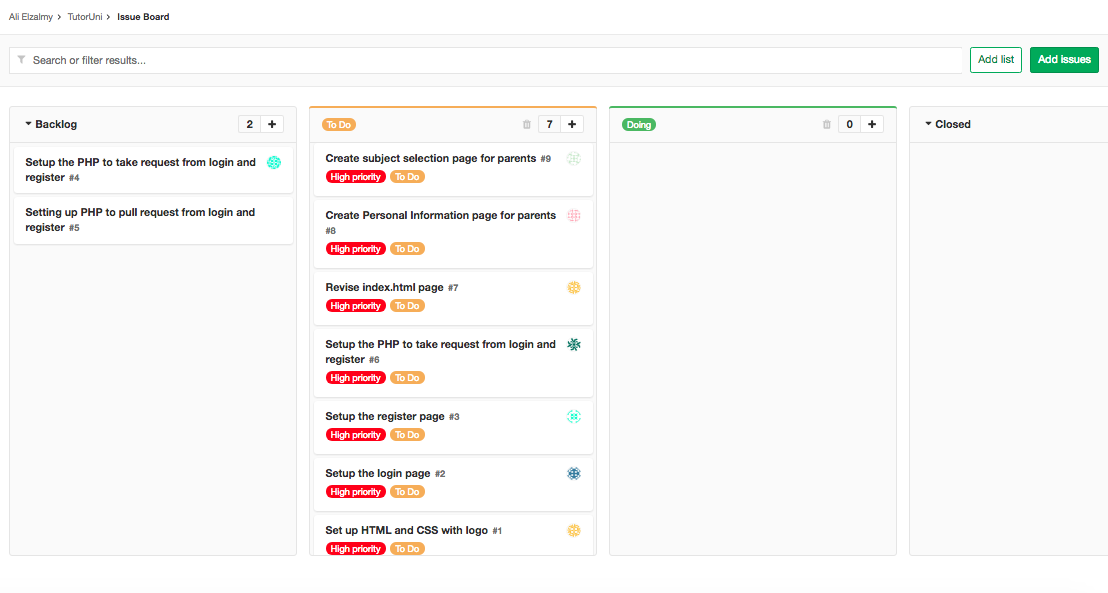 Ali Elzalmy > TutorUni > Issue Board
Search or filter results...
Add list
Add issues
Backlog
2
+
Setup the PHP to take request from login and
register #4
Setting up PHP to pull request from login and
register #5
To Do
7
+
Create subject selection page for parents #9
High priority To Do
Create Personal Information page for parents
#8
High priority To Do
Revise index.html page #7
High priority To Do
Setup the PHP to take request from login and
register #6
High priority To Do
Setup the register page #3
High priority To Do
Setup the login page #2
High priority To Do
Set up HTML and CSS with logo #1
High priority To Do
Doing
0
+
Closed